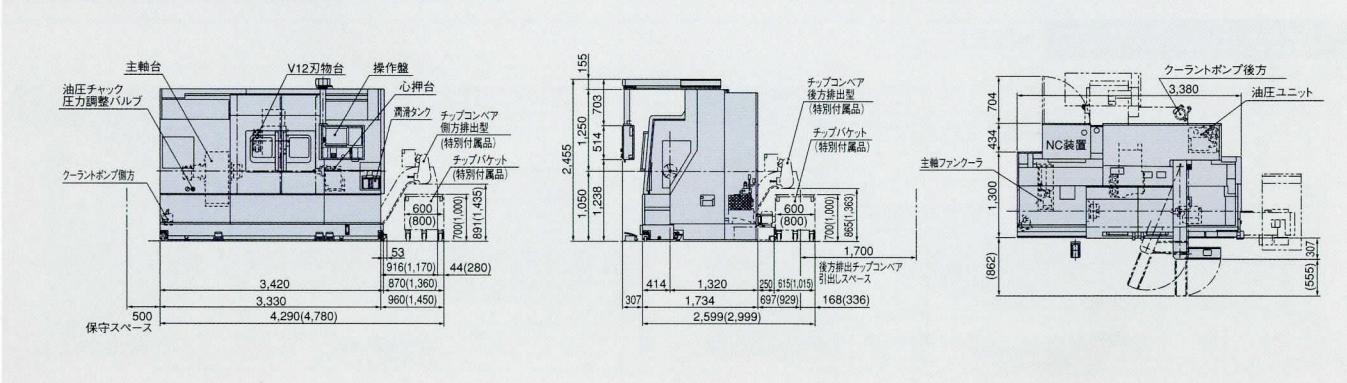 主軸台
V12刃物台
操作盤
心押台
油圧チャック
圧力調整バルブ
潤滑タンク
チップコンベア
側方排出型
(特別付属品)
チップバケット
(特別付属品)
クーラントポンプ側方
600
(800)
700(1,000)
891(1,435)
53
916(1,170)
44(280)
3,420
870(1,360)
3,330
960(1,450)
500
保守スペース
4,290(4,780)
155
703
514
1,250
2,455
1,050
1,238
チップコンベア
後方排出型
(特別付属品)
チップバケット
(特別付属品)
600
(800)
700(1,000)
865(1,363)
1,700
後方排出チップコンベア
引出しスペース
414
1,320
250
615(1,015)
307
1,734
697(929)
168(336)
2,599(2,999)
クーラントポンプ後方
3,380
油圧ユニット
704
434
NC装置
主軸ファンクーラ
1,300
(862)
307
(555)